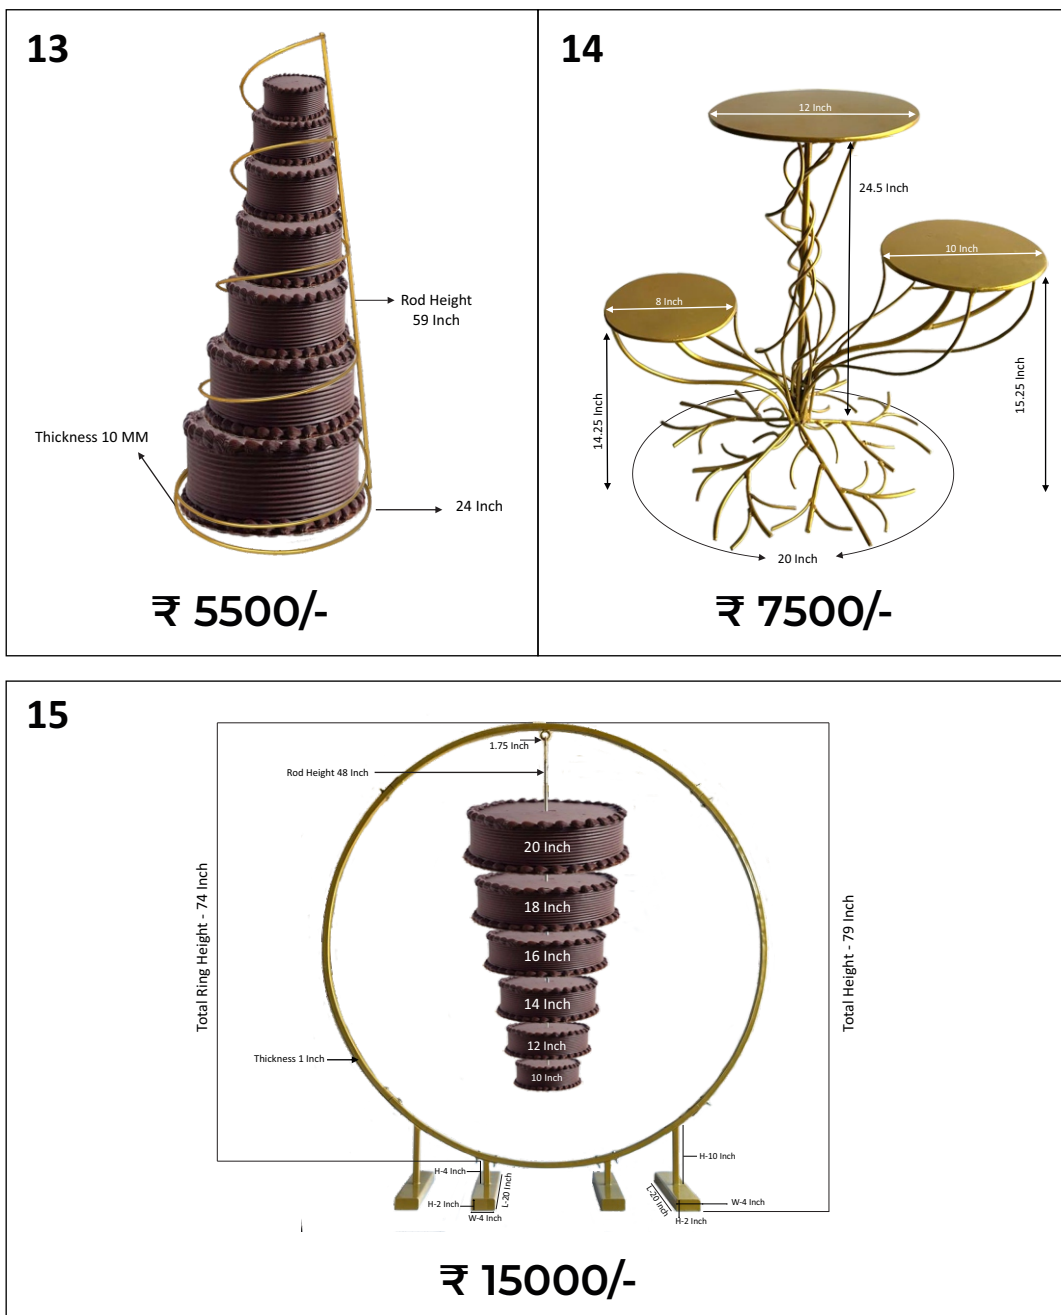 13
Rod Height
59 Inch
Thickness 10 MM
24 Inch
₹ 5500/-
14
12 Inch
24.5 Inch
10 Inch
8 Inch
14.25 Inch
15.25 Inch
20 Inch
₹ 7500/-
15
1.75 Inch
Rod Height 48 Inch
20 Inch
18 Inch
16 Inch
14 Inch
12 Inch
10 Inch
Total Ring Height - 74 Inch
Total Height - 79 Inch
Thickness 1 Inch
H-4 Inch
H-2 Inch
W-4 Inch
L-20 Inch
H-10 Inch
L-20 Inch
W-4 Inch
H-2 Inch
₹ 15000/-